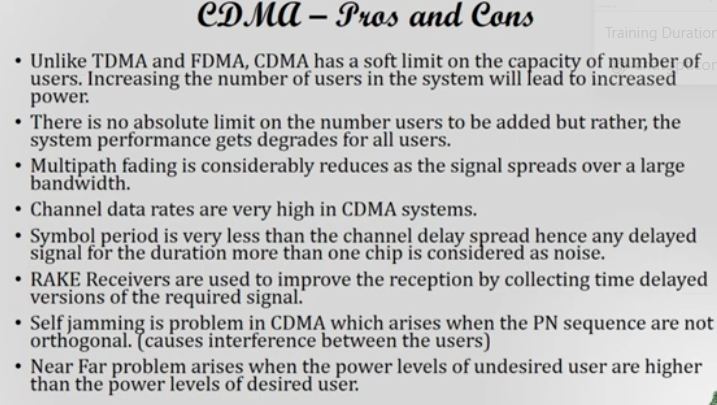 CDMA – Pros and Cons
Training Duration
• Unlike TDMA and FDMA, CDMA has a soft limit on the capacity of number of
users. Increasing the number of users in the system will lead to increased
power.
• There is no absolute limit on the number users to be added but rather, the
system performance gets degrades for all users.
• Multipath fading is considerably reduces as the signal spreads over a large
bandwidth.
• Channel data rates are very high in CDMA systems.
• Symbol period is very less than the channel delay spread hence any delayed
signal for the duration more than one chip is considered as noise.
• RAKE Receivers are used to improve the reception by collecting time delayed
versions of the required signal.
• Self jamming is problem in CDMA which arises when the PN sequence are not
orthogonal. (causes interference between the users)
• Near Far problem arises when the power levels of undesired user are higher
than the power levels of desired user.